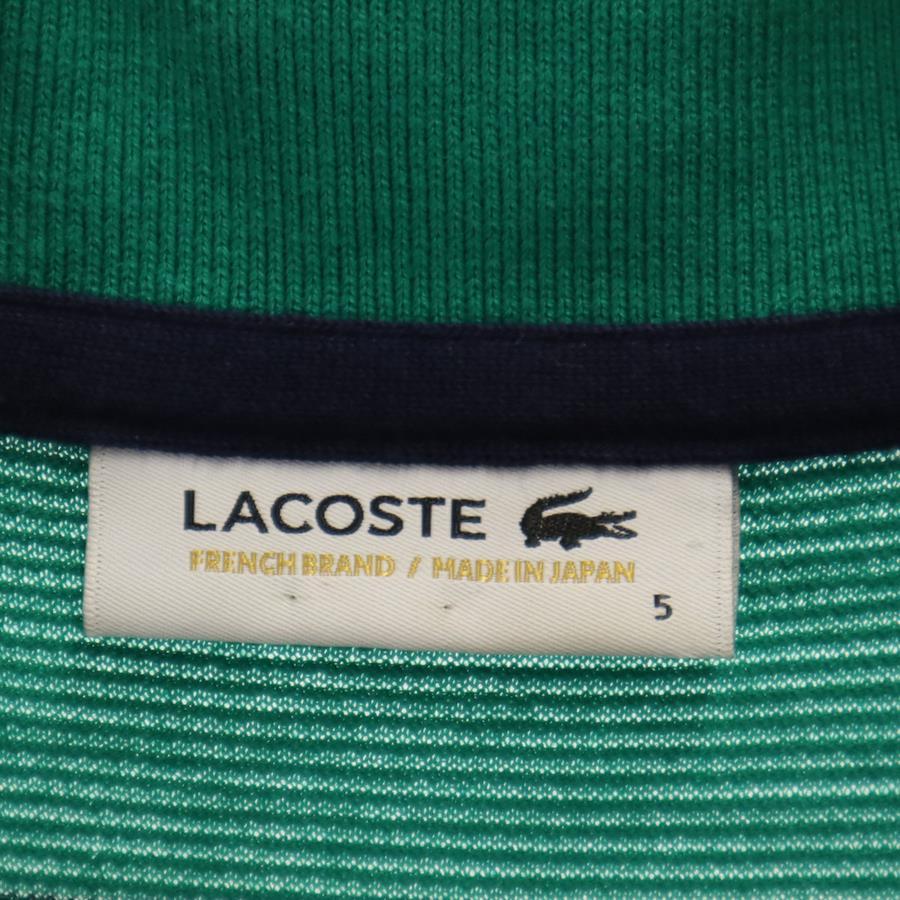 LACOSTE
FRENCH BRAND / MADE IN JAPAN
5